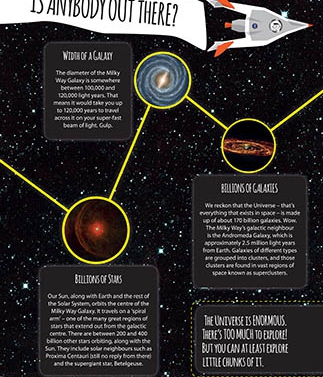 IS ANYBODY OUT THERE?
WIDTH OF A GALAXY
The diameter of the Milky
Way Galaxy is somewhere
between 100,000 and
120,000 light years. That
means it would take you up
to 120,000 years to travel
across it on your super-fast
beam of light. Gulp.
BILLIONS OF GALAXIES
We reckon that the Universe – that's
everything that exists in space – is made
up of about 170 billion galaxies. Wow.
The Milky Way's galactic neighbour
is the Andromeda Galaxy, which is
approximately 2.5 million light years
from Earth. Galaxies of different types
are grouped into clusters, and those
clusters are found in vast regions of
space known as superclusters.
BILLIONS OF STARS
Our Sun, along with Earth and the rest of
the Solar System, orbits the centre of the
Milky Way Galaxy. It travels on a 'spiral
arm' – one of the many great regions of
stars that extend out from the galactic
centre. There are between 200 and 400
billion other stars orbiting, along with the
Sun. They include solar neighbours such as
Proxima Centauri (still no reply from there)
and the supergiant star, Betelgeuse.
THE UNIVERSE IS ENORMOUS.
THERE'S TOO MUCH TO EXPLORE!
BUT YOU CAN AT LEAST EXPLORE
LITTLE CHUNKS OF IT.